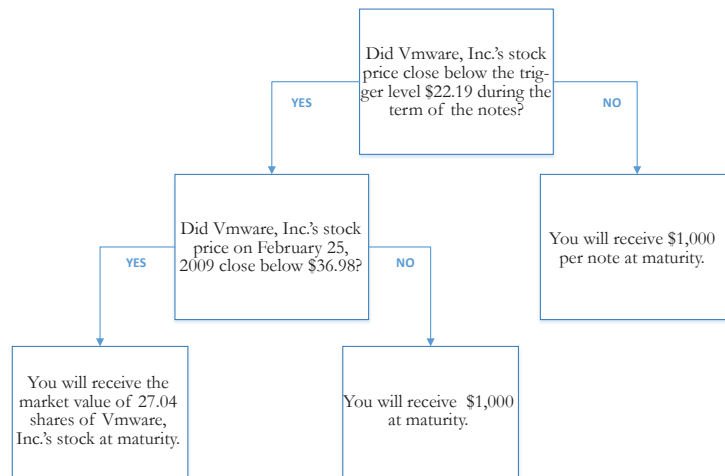 Did Vmware, Inc.'s stock
price close below the trig-
ger level $22.19 during the
term of the notes?
YES
NO
Did Vmware, Inc.'s stock
price on February 25,
2009 close below $36.98?
You will receive $1,000
per note at maturity.
YES
NO
You will receive the
market value of 27.04
shares of Vmware,
Inc.'s stock at maturity.
You will receive $1,000
at maturity.